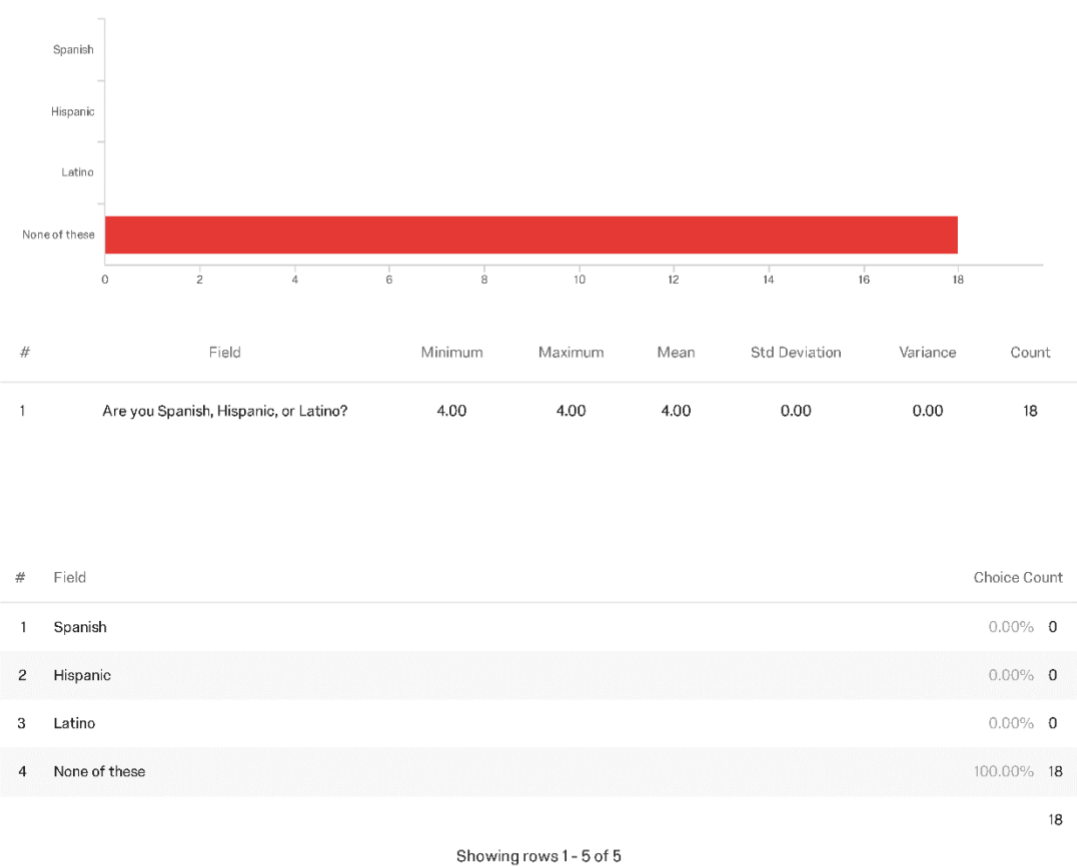 Spanish
Hispanic
Latino
None of these
0 2 4 6 8 10 12 14 16 18
# Field Minimum Maximum Mean Std Deviation Variance Count
1 Are you Spanish, Hispanic, or Latino? 4.00 4.00 4.00 0.00 0.00 18
# Field Choice Count
1 Spanish 0.00% 0
2 Hispanic 0.00% 0
3 Latino 0.00% 0
4 None of these 100.00% 18
18
Showing rows 1 - 5 of 5